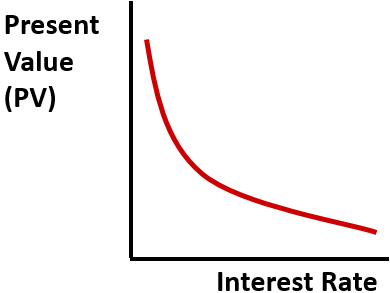 Present
Value
(PV)
Interest Rate